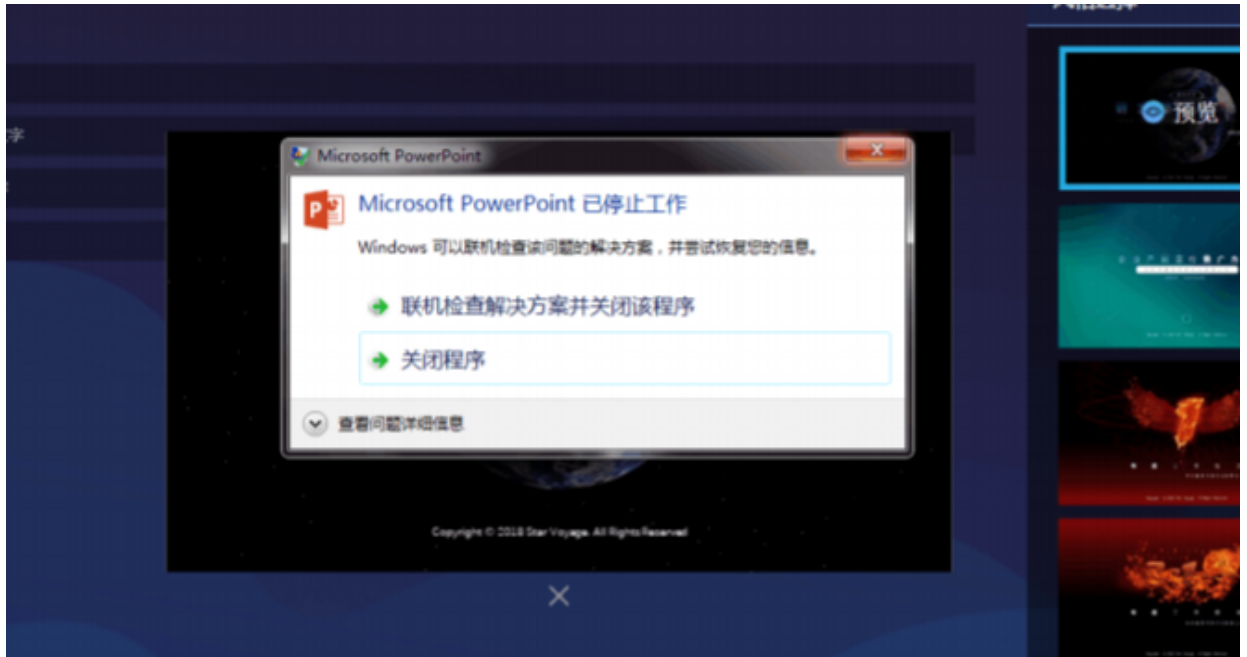 字
预览
Microsoft PowerPoint
Microsoft PowerPoint 已停止工作
Windows 可以联机检查该问题的解决方案，并尝试恢复您的信息。
联机检查解决方案并关闭该程序
关闭程序
查看问题详细信息
Copyright © 2018 Star Voyage. All Rights Reserved